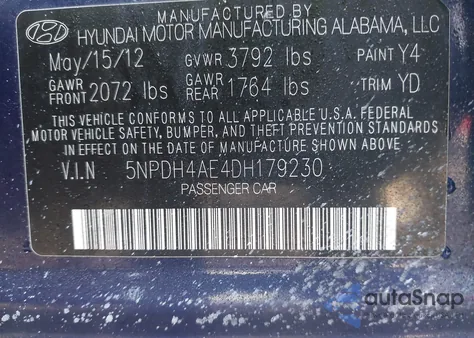 MANUFACTURED BY
HYUNDAI MOTOR MANUFACTURING ALABAMA, LLC
May/15/12 GVWR 3792 lbs PAINT Y4
GAWR FRONT 2072 lbs GAWR REAR 1764 lbs TRIM YD
THIS VEHICLE CONFORMS TO ALL APPLICABLE U.S.A. FEDERAL
MOTOR VEHICLE SAFETY, BUMPER, AND THEFT PREVENTION STANDARDS
IN EFFECT ON THE DATE OF MANUFACTURE SHOWN ABOVE.
V.I.N 5NPDH4AE4DH179230
PASSENGER CAR
autoSnap